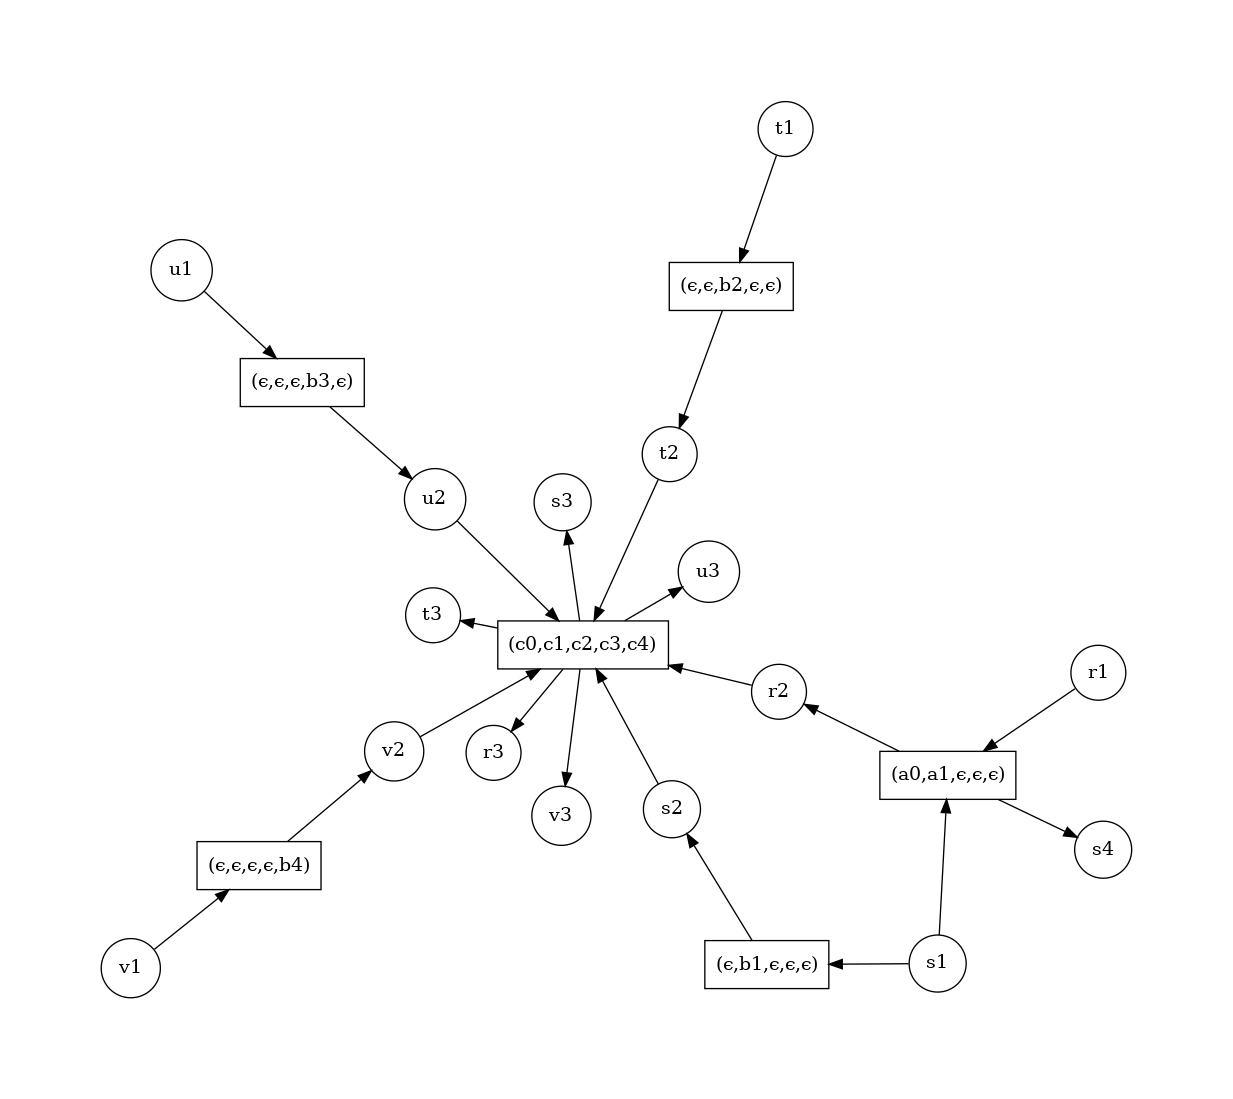 t1
u1
(ϵ,ϵ,b2,ϵ,ϵ)
(ϵ,ϵ,ϵ,b3,ϵ)
t2
u2
s3
u3
t3
(c0,c1,c2,c3,c4)
r1
r2
v2
r3
(a0,a1,ϵ,ϵ,ϵ)
s2
v3
s4
(ϵ,ϵ,ϵ,ϵ,b4)
v1
(ϵ,b1,ϵ,ϵ,ϵ)
s1